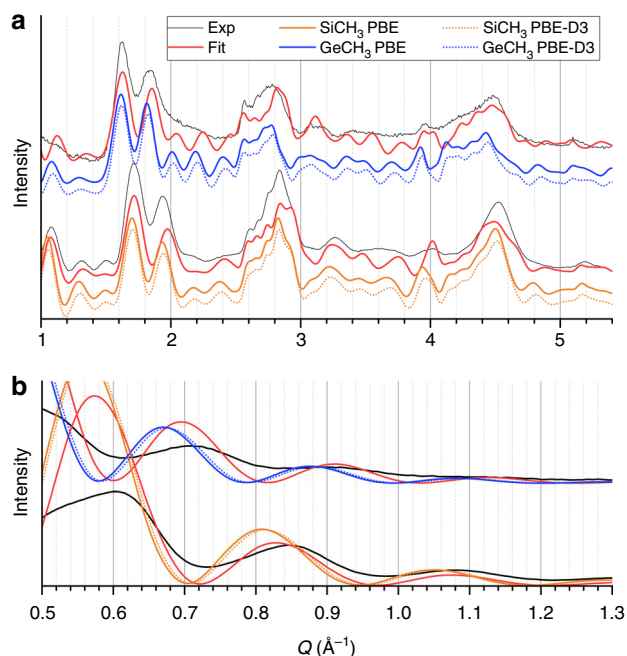 a
Exp SiCH3 PBE SiCH3 PBE-D3
Fit GeCH3 PBE GeCH3 PBE-D3
Intensity
1 2 3 4 5
b
Intensity
0.5 0.6 0.7 0.8 0.9 1.0 1.1 1.2 1.3
Q (Å−1)